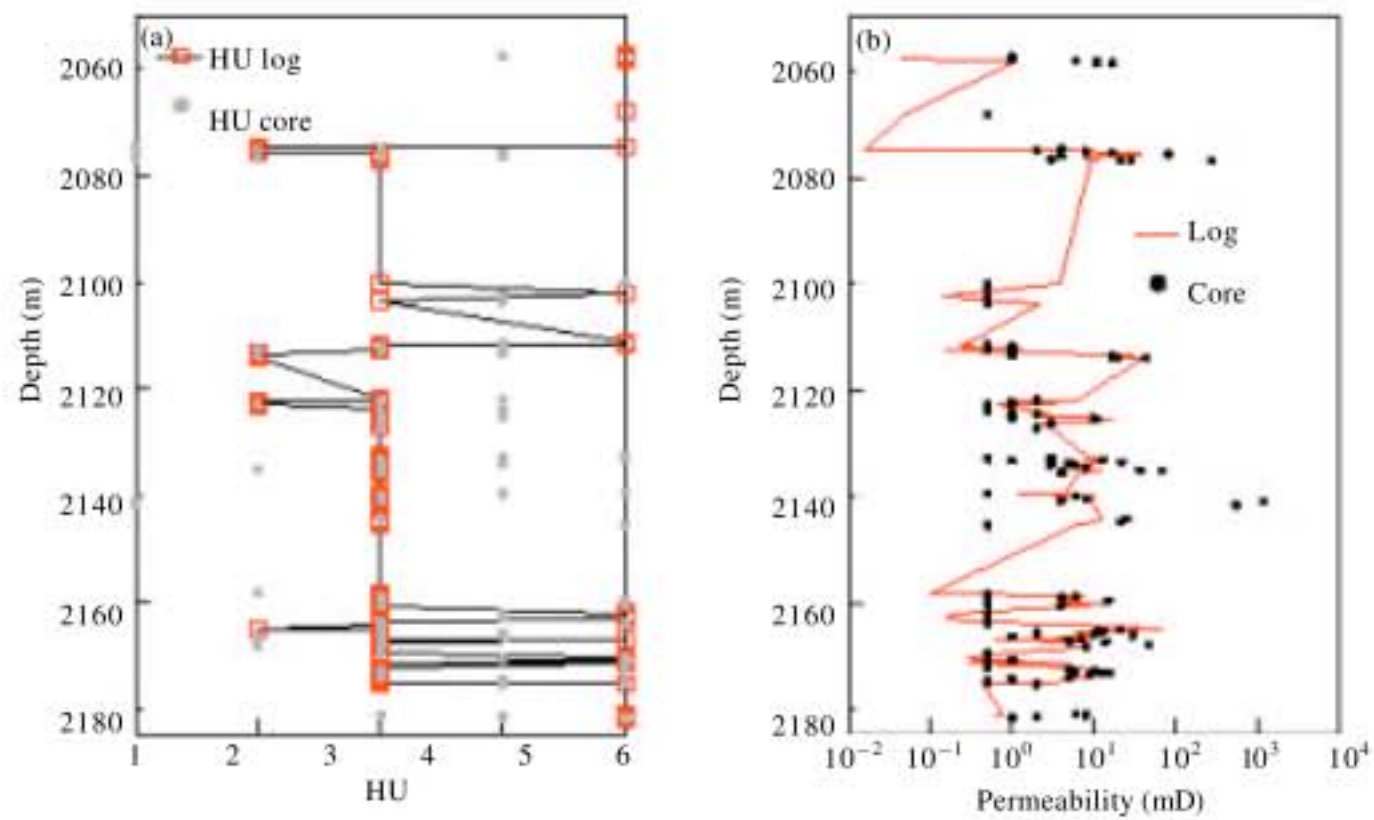 (a)
HU log
HU core
2060
2080
2100
2120
2140
2160
2180
Depth (m)
1 2 3 4 5 6
HU
(b)
Log
Core
2060
2080
2100
2120
2140
2160
2180
Depth (m)
10⁻² 10⁻¹ 10⁰ 10¹ 10² 10³ 10⁴
Permeability (mD)